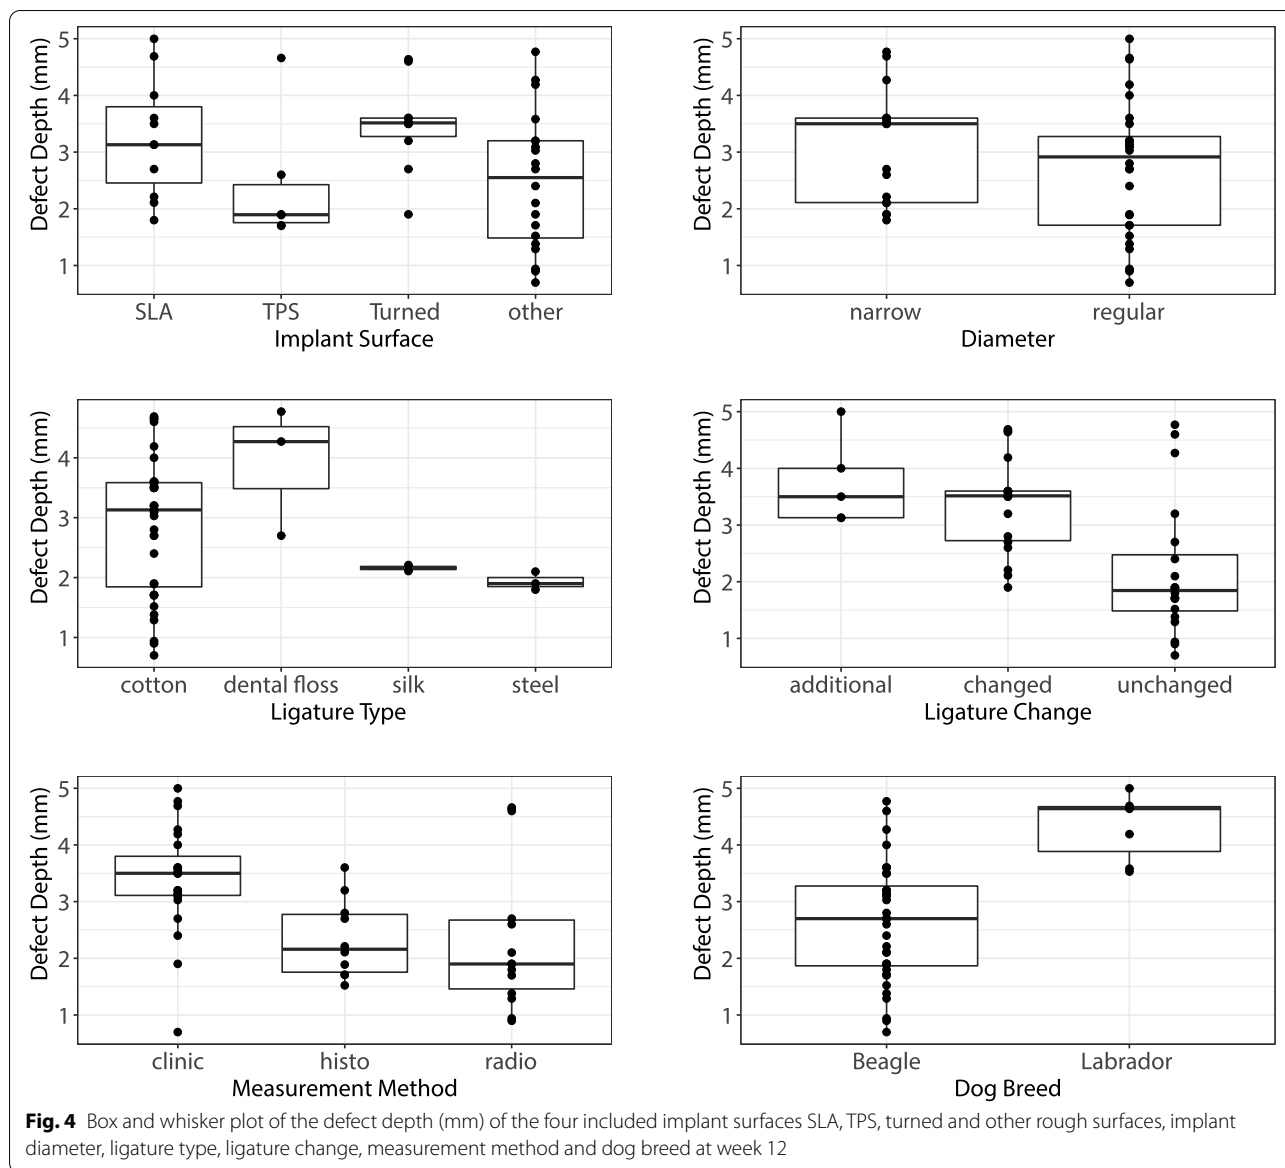 Defect Depth (mm)
5
4
3
2
1
SLA TPS Turned other
Implant Surface
Defect Depth (mm)
5
4
3
2
1
narrow regular
Diameter
Defect Depth (mm)
4
3
2
1
cotton dental floss silk steel
Ligature Type
Defect Depth (mm)
5
4
3
2
1
additional changed unchanged
Ligature Change
Defect Depth (mm)
5
4
3
2
1
clinic histo radio
Measurement Method
Defect Depth (mm)
5
4
3
2
1
Beagle Labrador
Dog Breed
Fig. 4 Box and whisker plot of the defect depth (mm) of the four included implant surfaces SLA, TPS, turned and other rough surfaces, implant
diameter, ligature type, ligature change, measurement method and dog breed at week 12